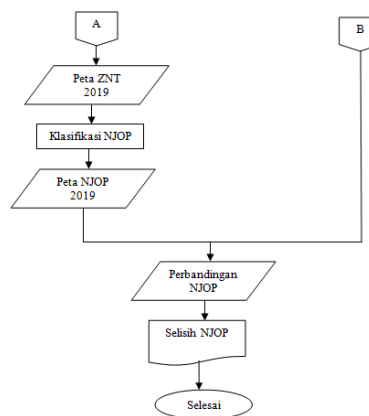 A
B
Peta ZNT
2019
Klasifikasi NJOP
Peta NJOP
2019
Perbandingan
NJOP
Selisih NJOP
Selesai